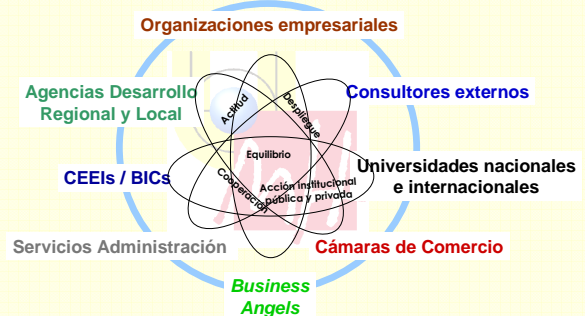 Organizaciones empresariales
Agencias Desarrollo
Regional y Local
Consultores externos
Actitud
Despliegue
Equilibrio
CEEIs / BICs
Universidades nacionales
e internacionales
Cooperación
Acción institucional
pública y privada
Servicios Administración
Cámaras de Comercio
Business
Angels